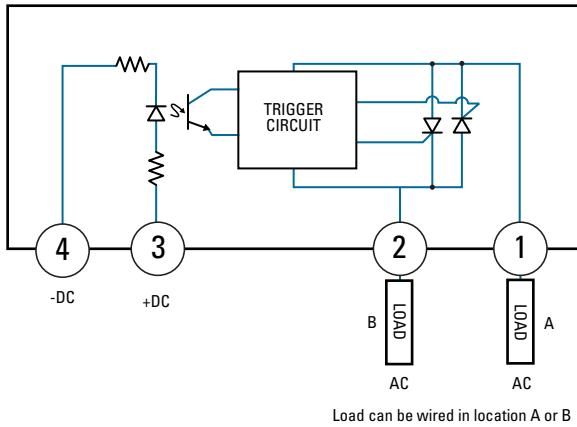 TRIGGER
CIRCUIT
4
3
2
1
-DC
+DC
B
LOAD
LOAD
A
AC
AC
Load can be wired in location A or B